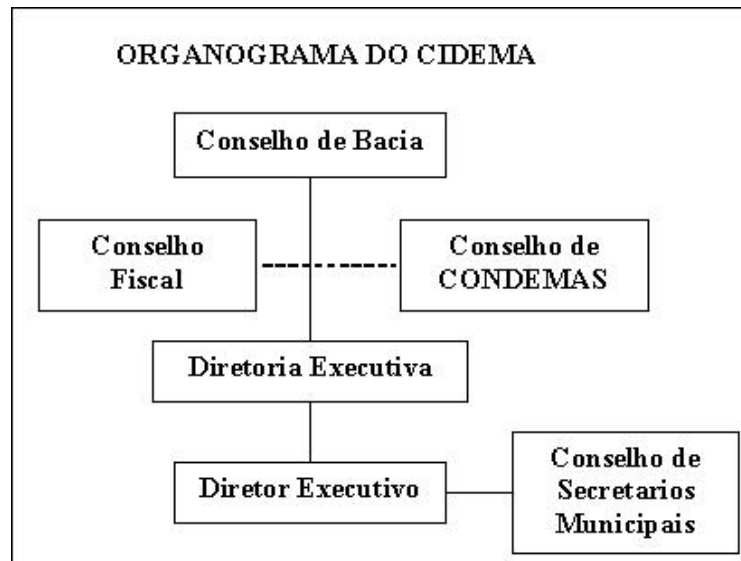 ORGANOGRAMA DO CIDEMA
Conselho de Bacia
Conselho
Fiscal
Conselho de
CONDEMAS
Diretoria Executiva
Diretor Executivo
Conselho de
Secretarios
Municipais